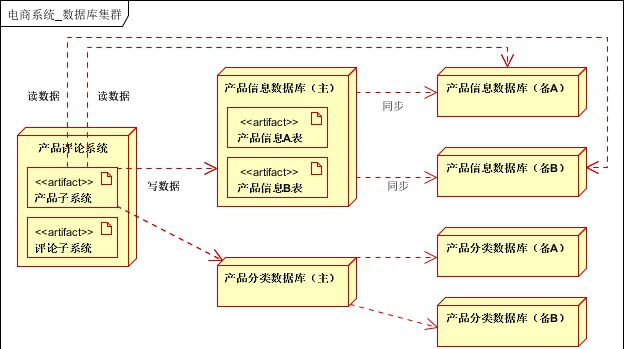 电商系统_数据库集群
读数据
读数据
产品评论系统
<<artifact>>
产品子系统
<<artifact>>
评论子系统
写数据
产品信息数据库（主）
<<artifact>>
产品信息A表
<<artifact>>
产品信息B表
同步
同步
产品信息数据库（备A）
产品信息数据库（备B）
产品分类数据库（主）
产品分类数据库（备A）
产品分类数据库（备B）